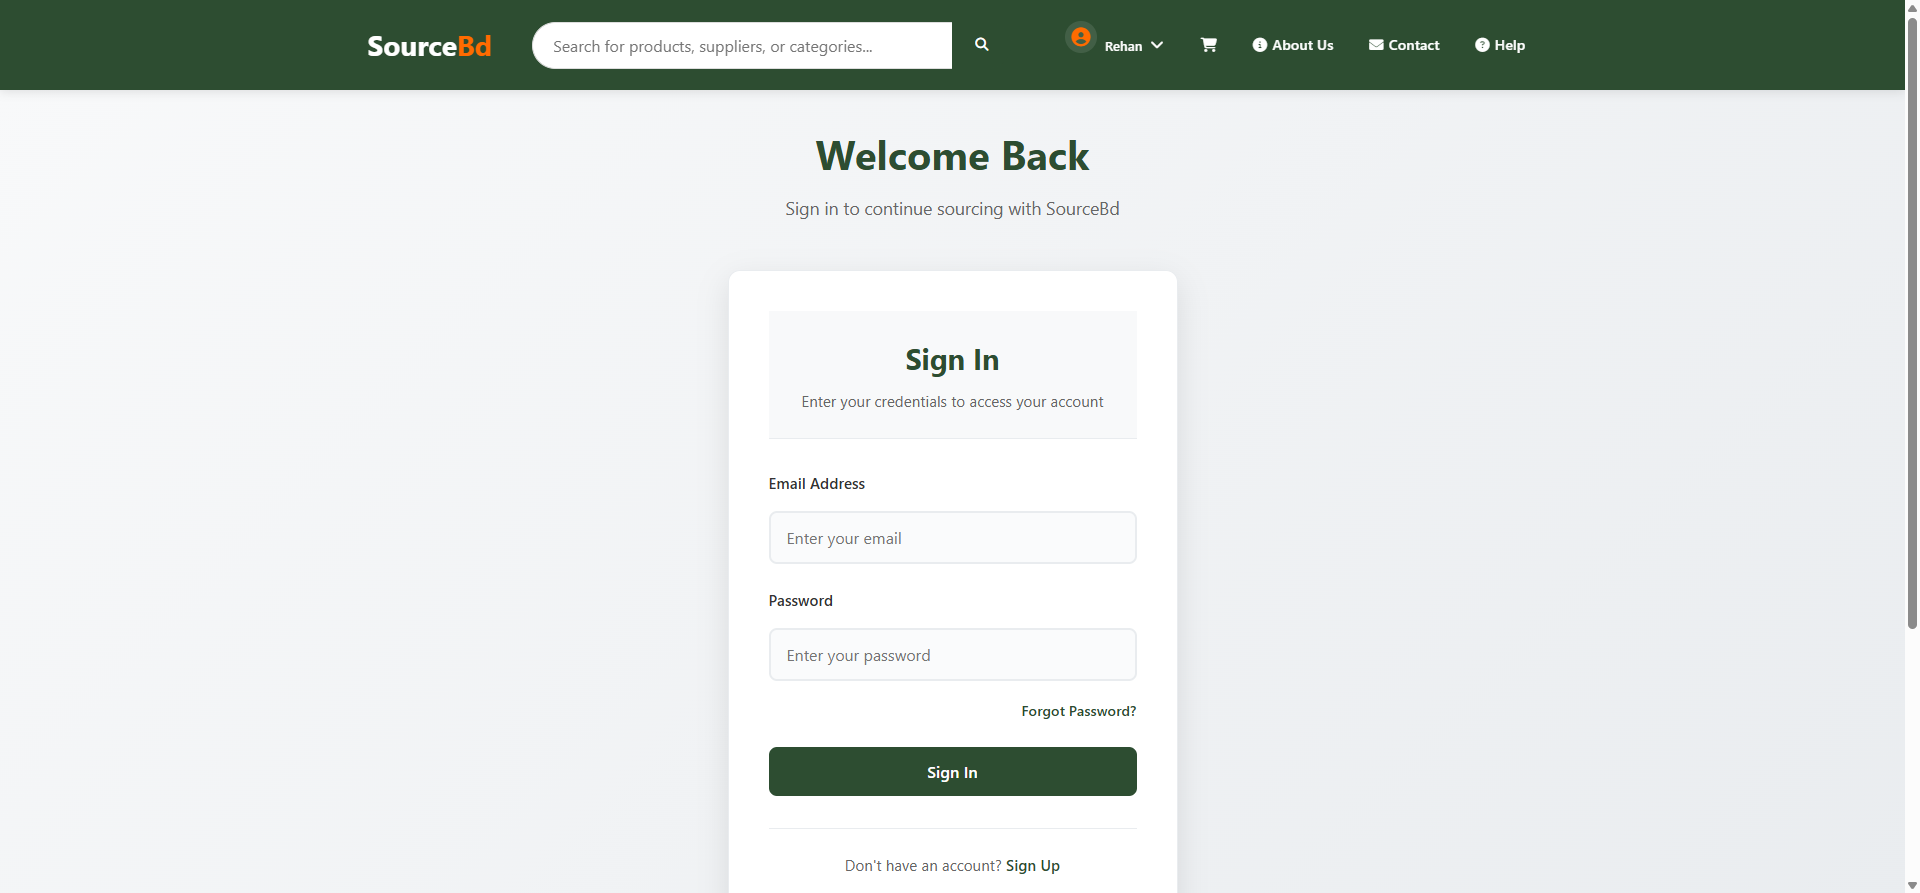 SourceBd
Search for products, suppliers, or categories...
Rehan
About Us
Contact
Help
Welcome Back
Sign in to continue sourcing with SourceBd
Sign In
Enter your credentials to access your account
Email Address
Enter your email
Password
Enter your password
Forgot Password?
Sign In
Don't have an account? Sign Up